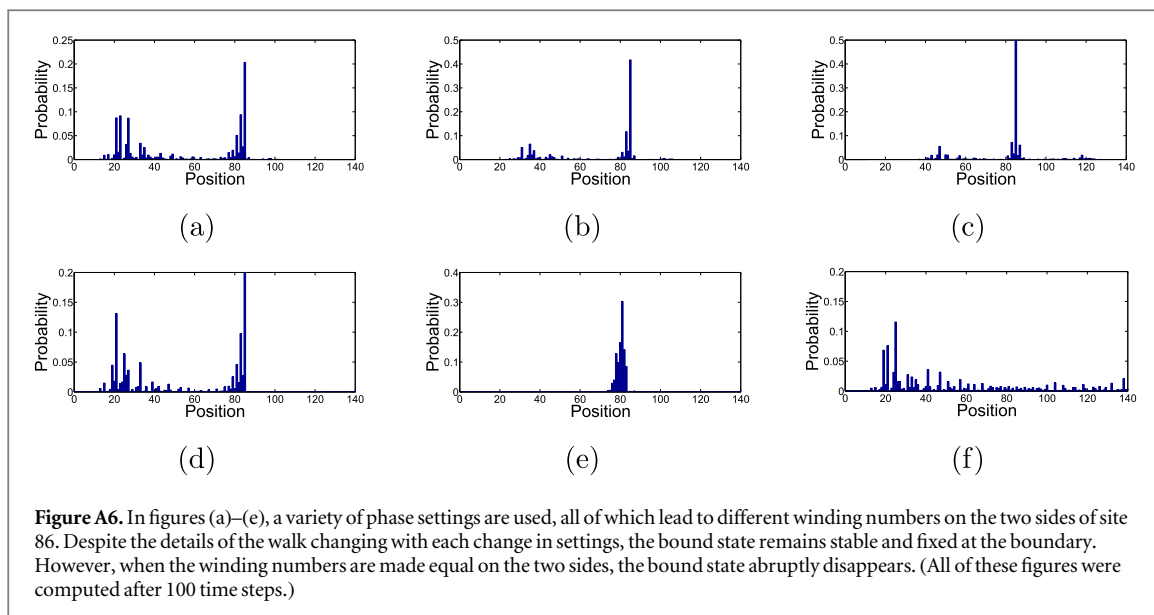 0.25
0.2
0.15
0.1
0.05
0
Probability
0 20 40 60 80 100 120 140
Position
(a)
0.5
0.4
0.3
0.2
0.1
0
Probability
0 20 40 60 80 100 120 140
Position
(b)
0.5
0.4
0.3
0.2
0.1
0
Probability
0 20 40 60 80 100 120 140
Position
(c)
0.2
0.15
0.1
0.05
0
Probability
0 20 40 60 80 100 120 140
Position
(d)
0.4
0.3
0.2
0.1
0
Probability
0 20 40 60 80 100 120 140
Position
(e)
0.2
0.15
0.1
0.05
0
Probability
0 20 40 60 80 100 120 140
Position
(f)
Figure A6. In figures (a)–(e), a variety of phase settings are used, all of which lead to different winding numbers on the two sides of site
86. Despite the details of the walk changing with each change in settings, the bound state remains stable and fixed at the boundary.
However, when the winding numbers are made equal on the two sides, the bound state abruptly disappears. (All of these figures were
computed after 100 time steps.)